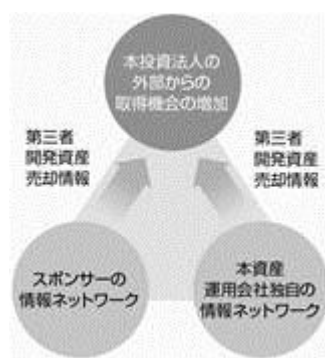 本投資法人の
外部からの
取得機会の増加
第三者
開発資産
売却情報
第三者
開発資産
売却情報
スポンサーの
情報ネットワーク
本資産
運用会社独自の
情報ネットワーク